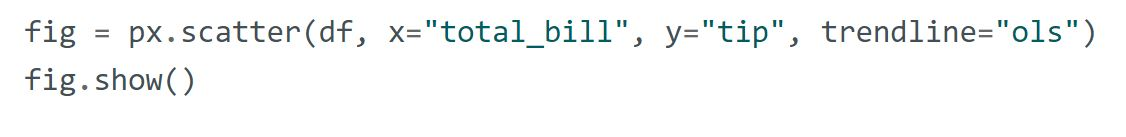 fig = px.scatter(df, x="total_bill", y="tip", trendline="ols")
fig.show()